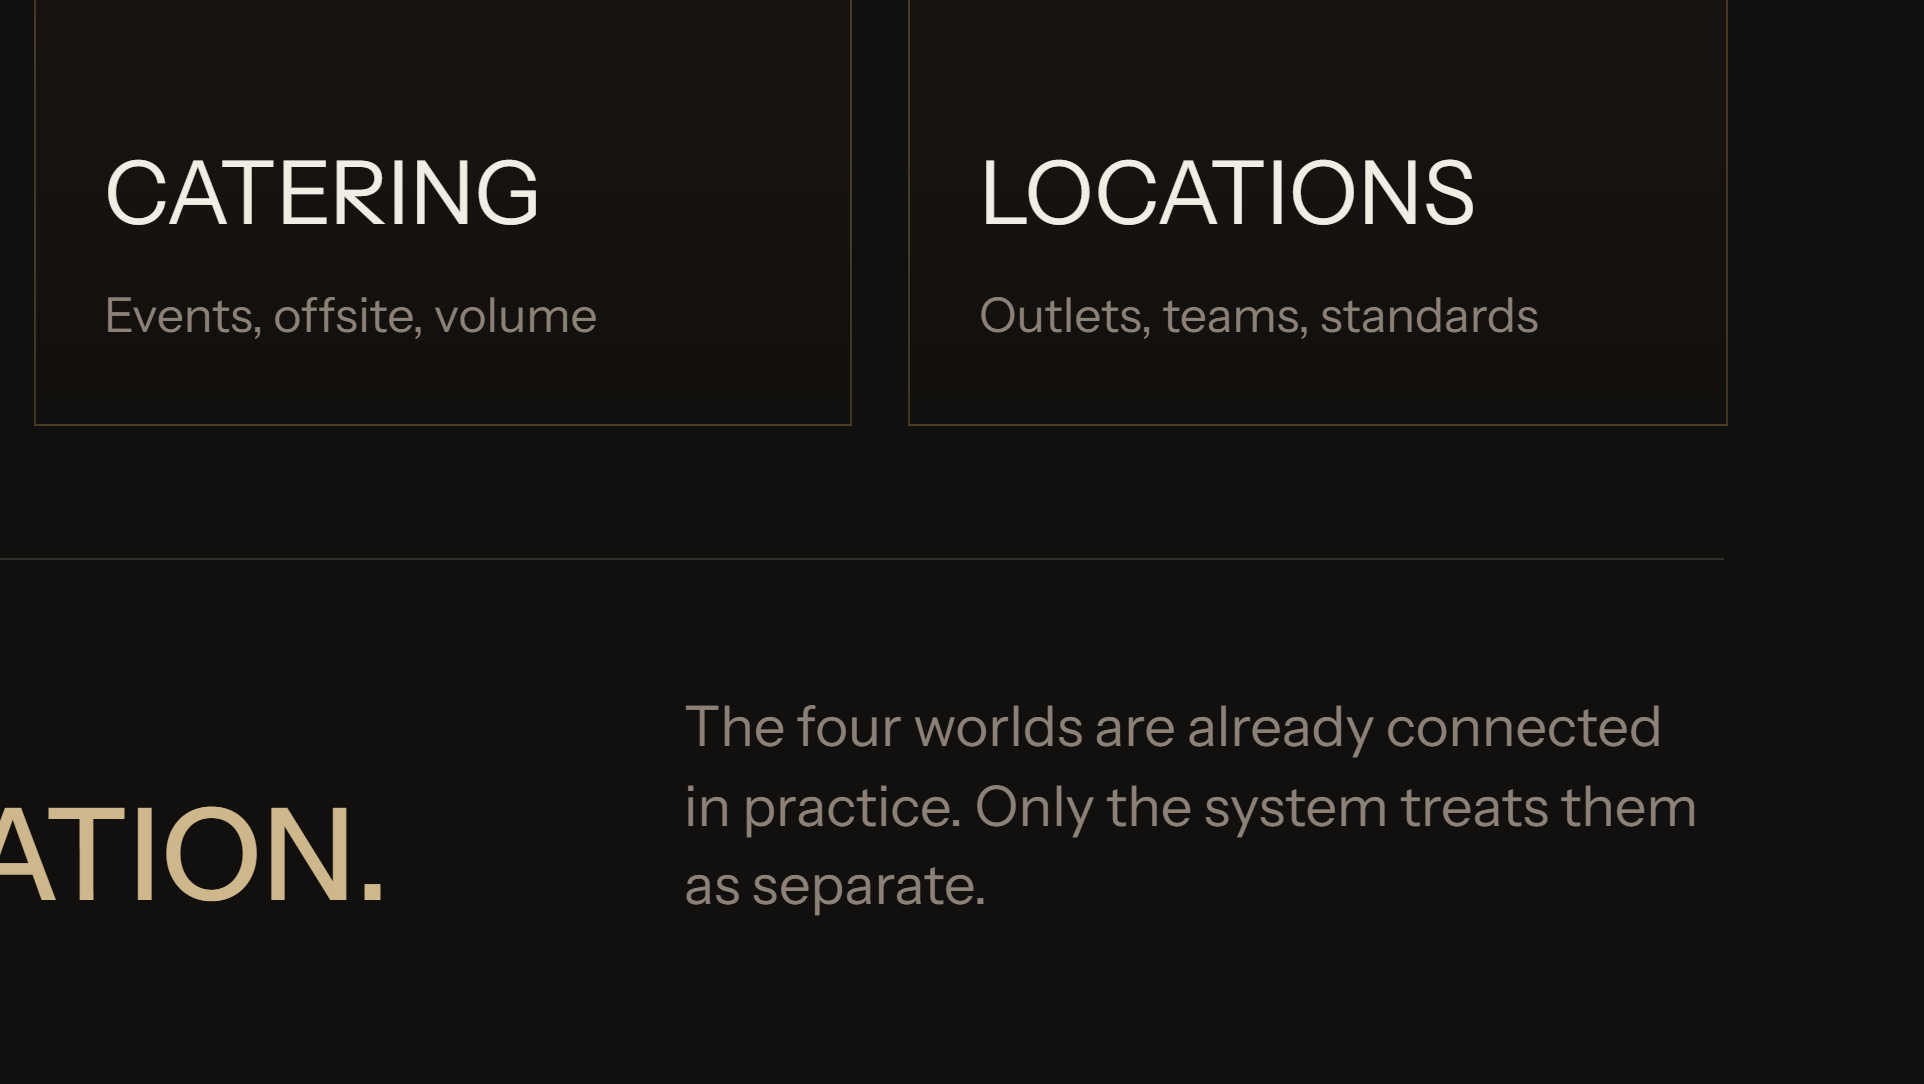 CATERING
Events, offsite, volume
LOCATIONS
Outlets, teams, standards
ATION.
The four worlds are already connected
in practice. Only the system treats them
as separate.